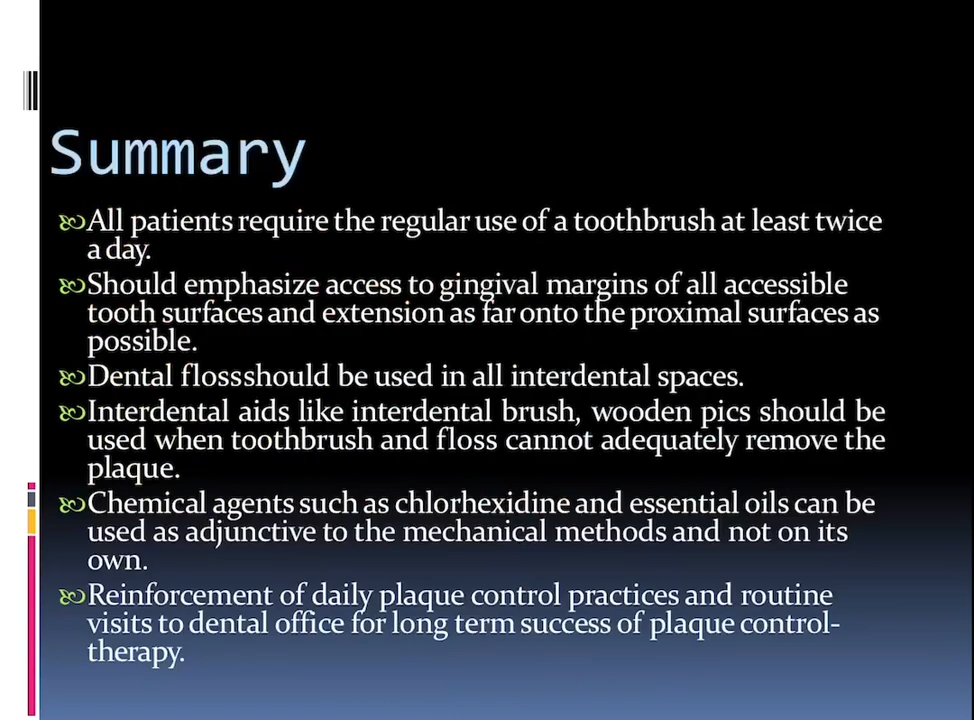 Summary
All patients require the regular use of a toothbrush at least twice
a day.
Should emphasize access to gingival margins of all accessible
tooth surfaces and extension as far onto the proximal surfaces as
possible.
Dental floss should be used in all interdental spaces.
Interdental aids like interdental brush, wooden pics should be
used when toothbrush and floss cannot adequately remove the
plaque.
Chemical agents such as chlorhexidine and essential oils can be
used as adjunctive to the mechanical methods and not on its
own.
Reinforcement of daily plaque control practices and routine
visits to dental office for long term success of plaque control-
therapy.